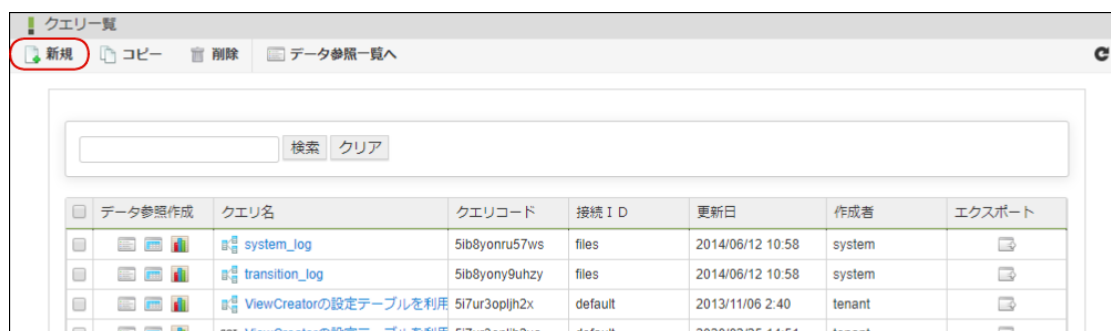 クエリ一覧
新規 コピー 削除 データ参照一覧へ
検索 クリア
データ参照作成 クエリ名 クエリコード 接続ID 更新日 作成者 エクスポート
system_log 5ib8yonru57ws files 2014/06/12 10:58 system
transition_log 5ib8yony9uhzy files 2014/06/12 10:58 system
ViewCreatorの設定テーブルを利用 5i7ur3opljh2x default 2013/11/06 2:40 tenant